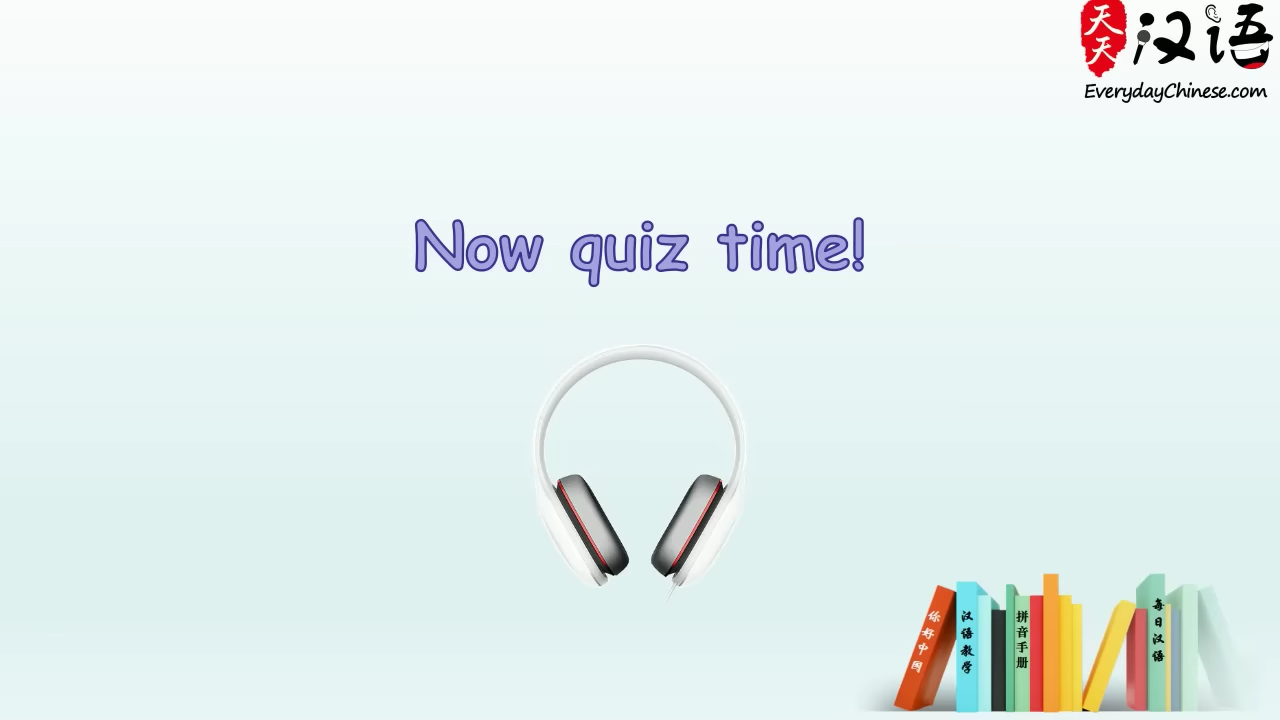 天天汉语
EverydayChinese.com
Now quiz time!
你好中国
汉语教学
拼音手册
每日汉语